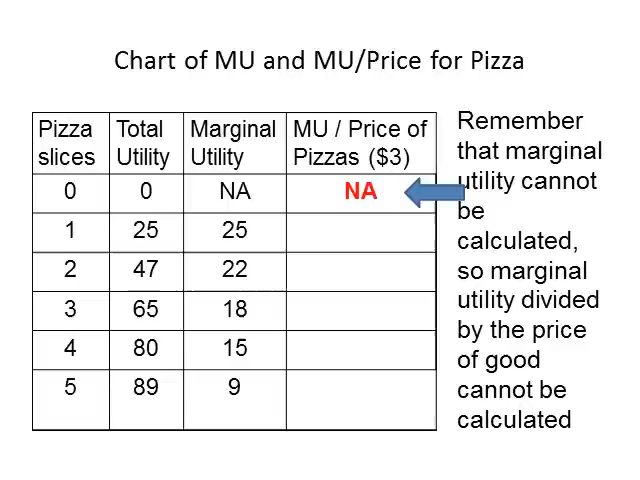 Chart of MU and MU/Price for Pizza
Pizza slices Total Utility Marginal Utility MU / Price of Pizzas ($3)
0 0 NA NA
1 25 25
2 47 22
3 65 18
4 80 15
5 89 9
Remember
that marginal
utility cannot
be
calculated,
so marginal
utility divided
by the price
of good
cannot be
calculated